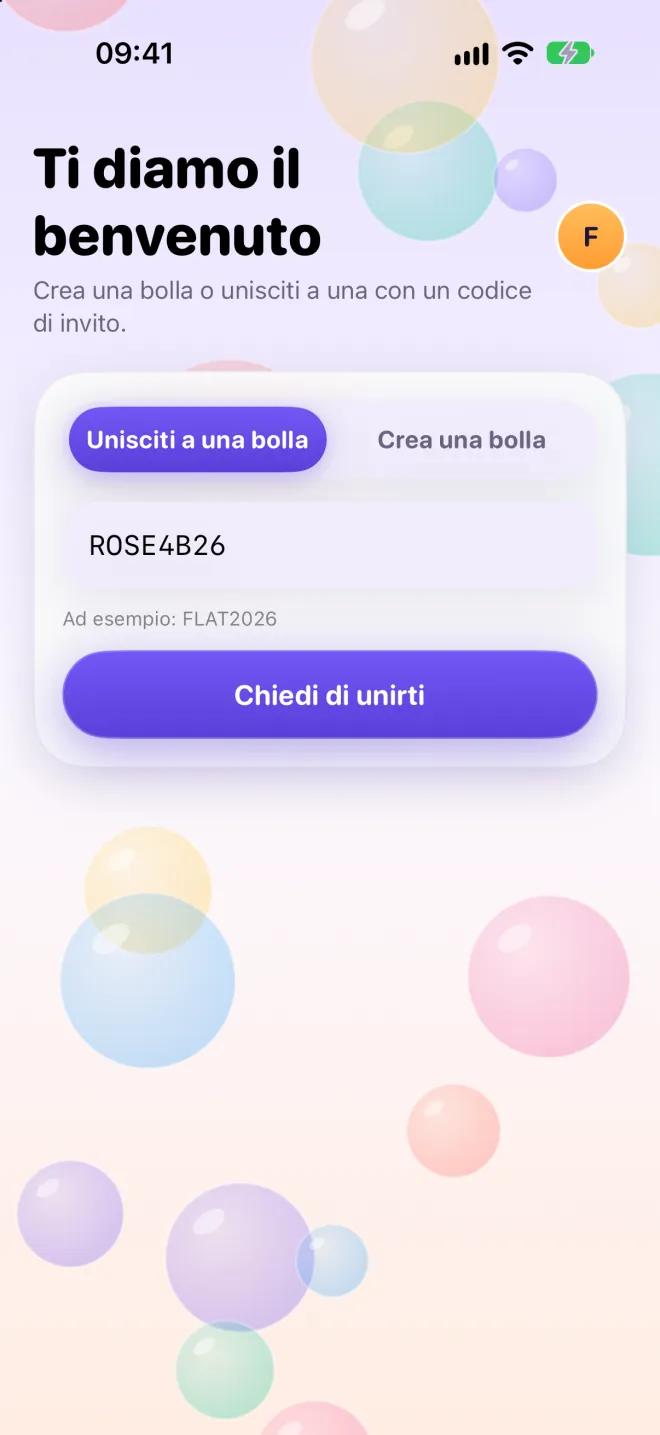 09:41
Ti diamo il
benvenuto
F
Crea una bolla o unisciti a una con un codice
di invito.
Unisciti a una bolla
Crea una bolla
R0SE4B26
Ad esempio: FLAT2026
Chiedi di unirti